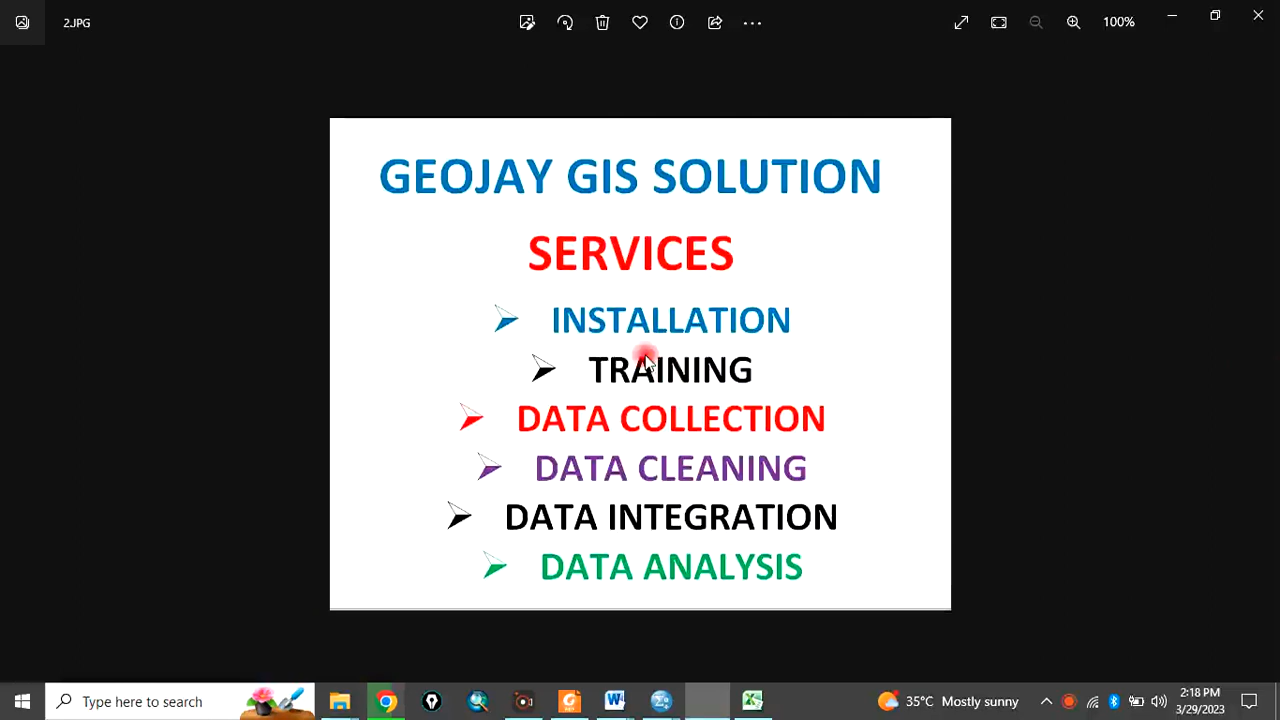 2.JPG
100%
GEOJAY GIS SOLUTION
SERVICES
INSTALLATION
TRAINING
DATA COLLECTION
DATA CLEANING
DATA INTEGRATION
DATA ANALYSIS
Type here to search
35°C Mostly sunny
2:18 PM
3/29/2023